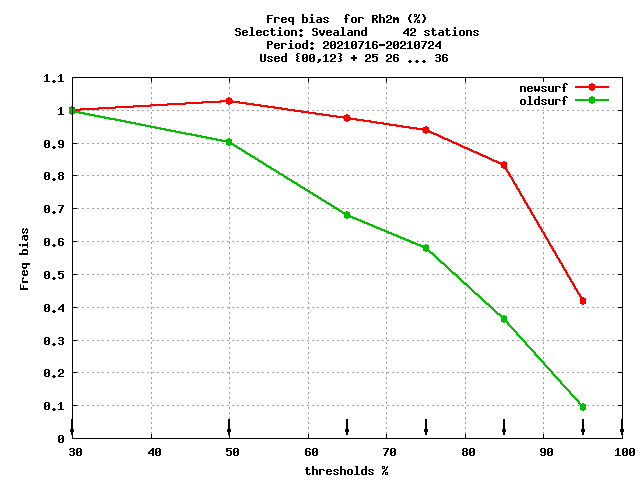 Freq bias  for Rh2m (%)
Selection: Svealand     42 stations
Period: 20210716-20210724
Used {00,12} + 25 26 ... 36
1.1
newsurf
oldsurf
1
0.9
0.8
0.7
0.6
0.5
0.4
0.3
0.2
0.1
0
Freq bias
30 40 50 60 70 80 90 100
thresholds %